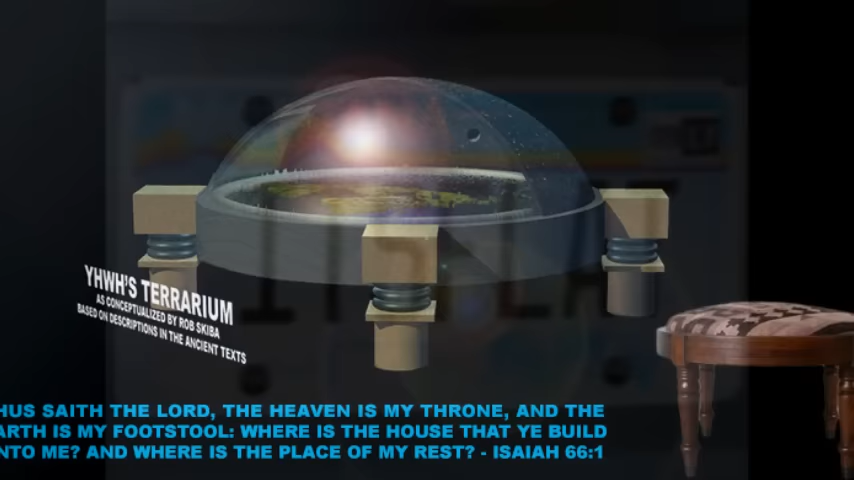 YHWH'S TERRARIUM
AS CONCEPTUALIZED BY ROB SKIBA
BASED ON DESCRIPTIONS IN THE ANCIENT TEXTS
HUS SAITH THE LORD, THE HEAVEN IS MY THRONE, AND THE
ARTH IS MY FOOTSTOOL: WHERE IS THE HOUSE THAT YE BUILD
NTO ME? AND WHERE IS THE PLACE OF MY REST? - ISAIAH 66:1